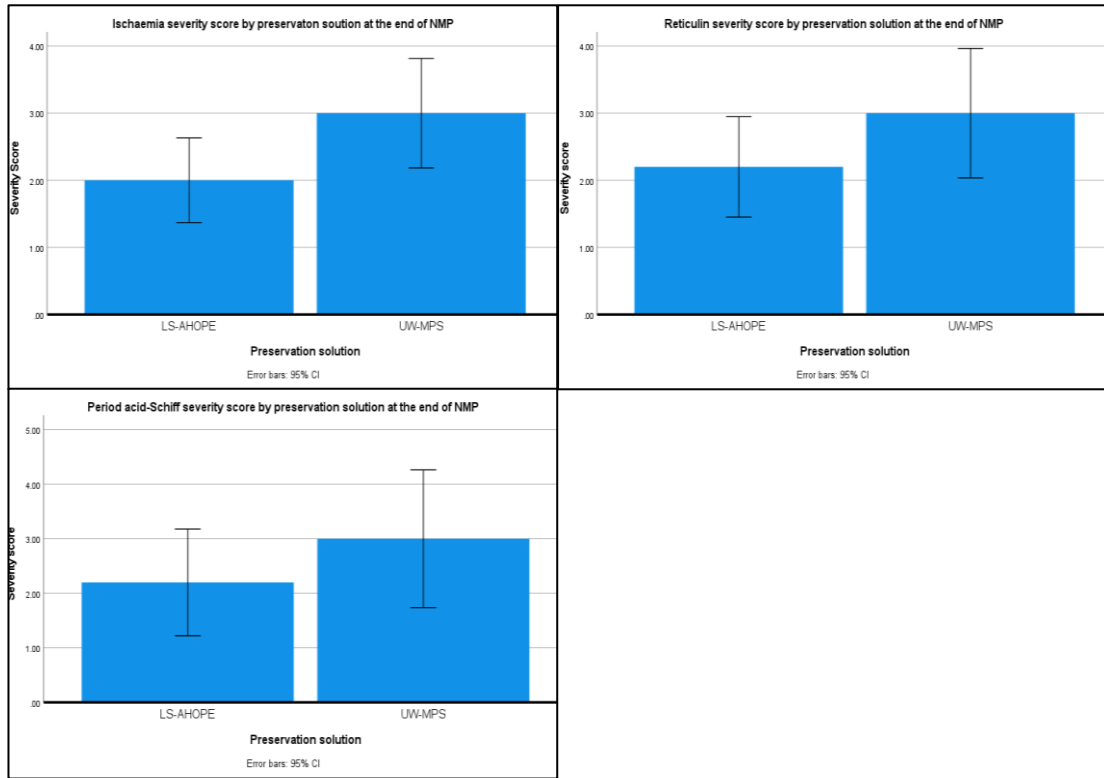 Ischaemia severity score by preservaton soution at the end of NMP
4.00
3.00
2.00
1.00
.00
Severity Score
LS-AHOPE UW-MPS
Preservation solution
Error bars: 95% CI
Reticulin severity score by preservation solution at the end of NMP
4.00
3.00
2.00
1.00
.00
Severity score
LS-AHOPE UW-MPS
Preservation solution
Error bars: 95% CI
Period acid-Schiff severity score by preservation solution at the end of NMP
5.00
4.00
3.00
2.00
1.00
.00
Severity score
LS-AHOPE UW-MPS
Preservation solution
Error bars: 95% CI